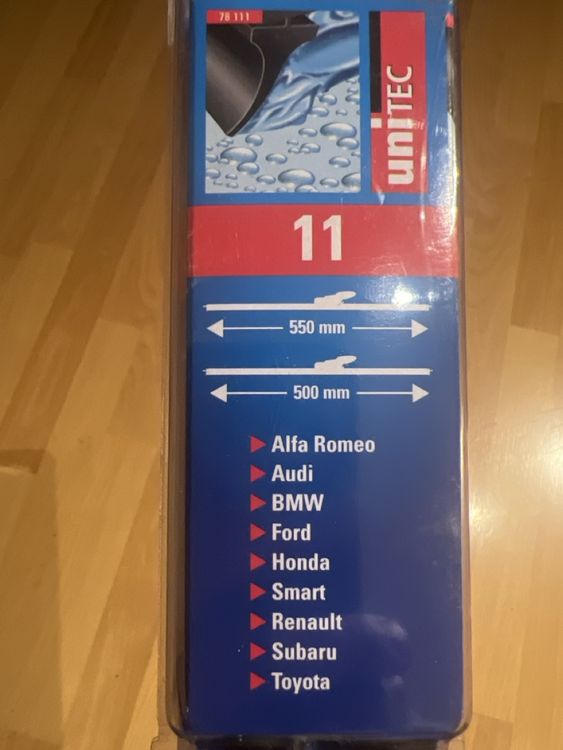 78 111
uniTEC
11
550 mm
500 mm
Alfa Romeo
Audi
BMW
Ford
Honda
Smart
Renault
Subaru
Toyota